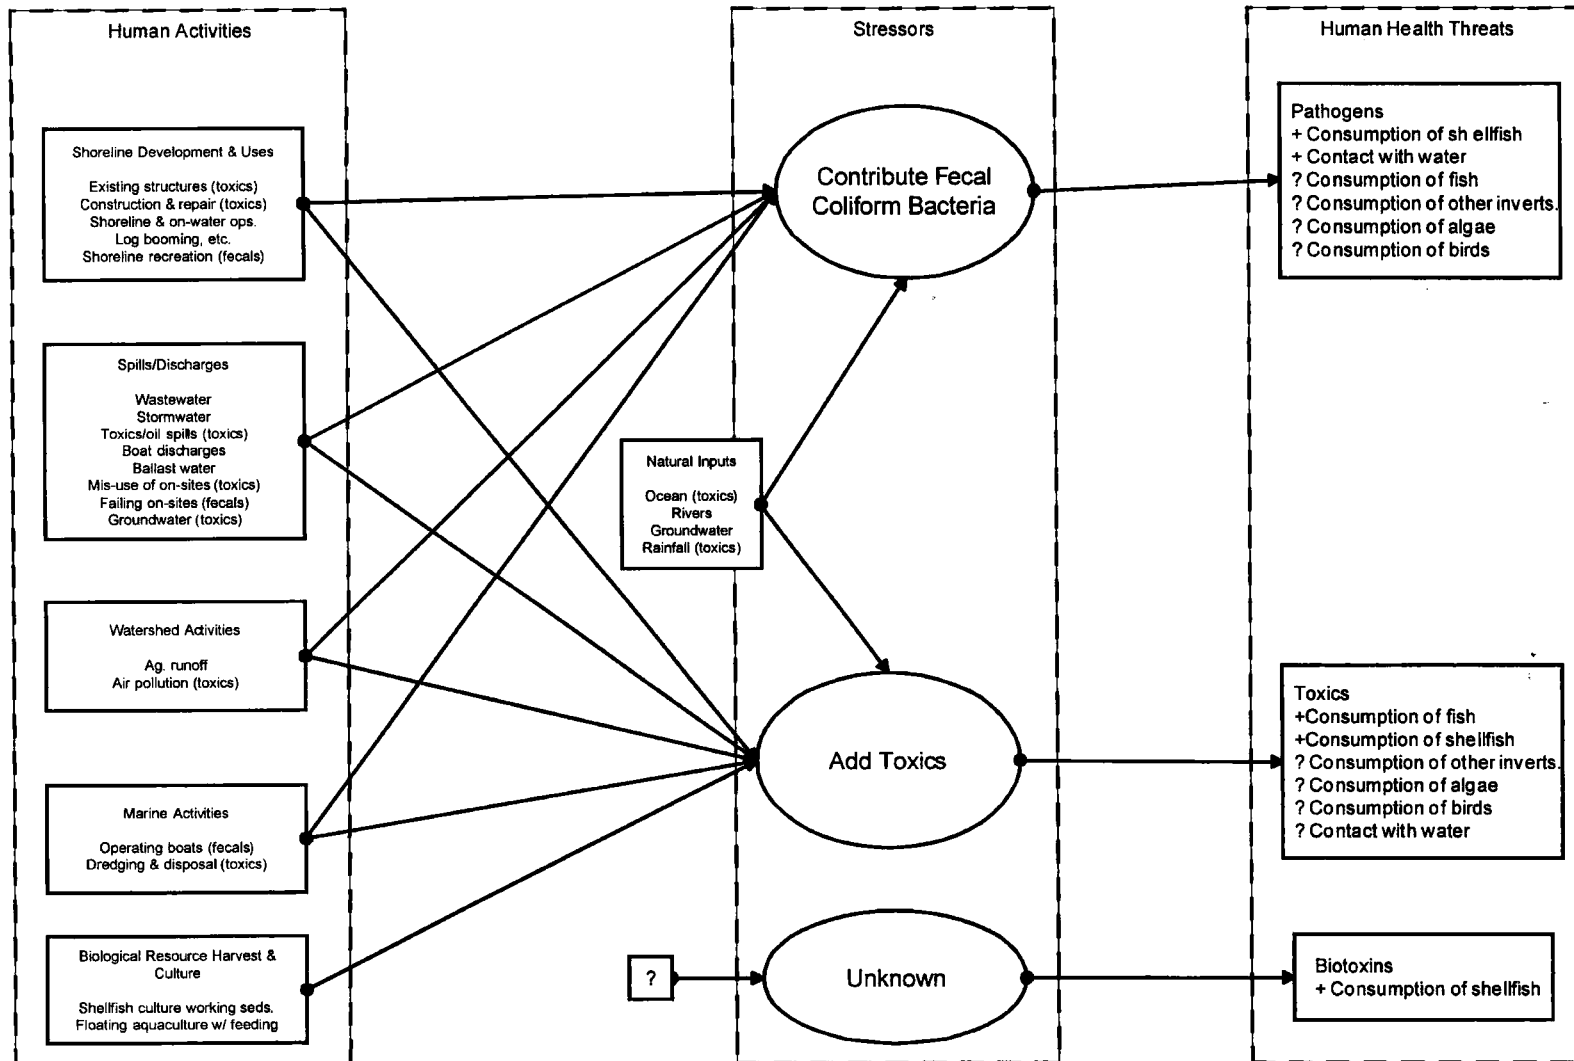 Human Activities
Shoreline Development & Uses
Existing structures (toxics)
Construction & repair (toxics)
Shoreline & on-water ops.
Log booming, etc.
Shoreline recreation (fecals)
Spills/Discharges
Wastewater
Stormwater
Toxics/oil spills (toxics)
Boat discharges
Ballast water
Mis-use of on-sites (toxics)
Failing on-sites (fecals)
Groundwater (toxics)
Watershed Activities
Ag. runoff
Air pollution (toxics)
Marine Activities
Operating boats (fecals)
Dredging & disposal (toxics)
Biological Resource Harvest &
Culture
Shellfish culture working seds.
Floating aquaculture w/ feeding
Natural Inputs
Ocean (toxics)
Rivers
Groundwater
Rainfall (toxics)
?
Stressors
Contribute Fecal
Coliform Bacteria
Add Toxics
Unknown
Human Health Threats
Pathogens
+ Consumption of sh ellfish
+ Contact with water
? Consumption of fish
? Consumption of other inverts.
? Consumption of algae
? Consumption of birds
Toxics
+Consumption of fish
+Consumption of shellfish
? Consumption of other inverts.
? Consumption of algae
? Consumption of birds
? Contact with water
Biotoxins
+ Consumption of shellfish